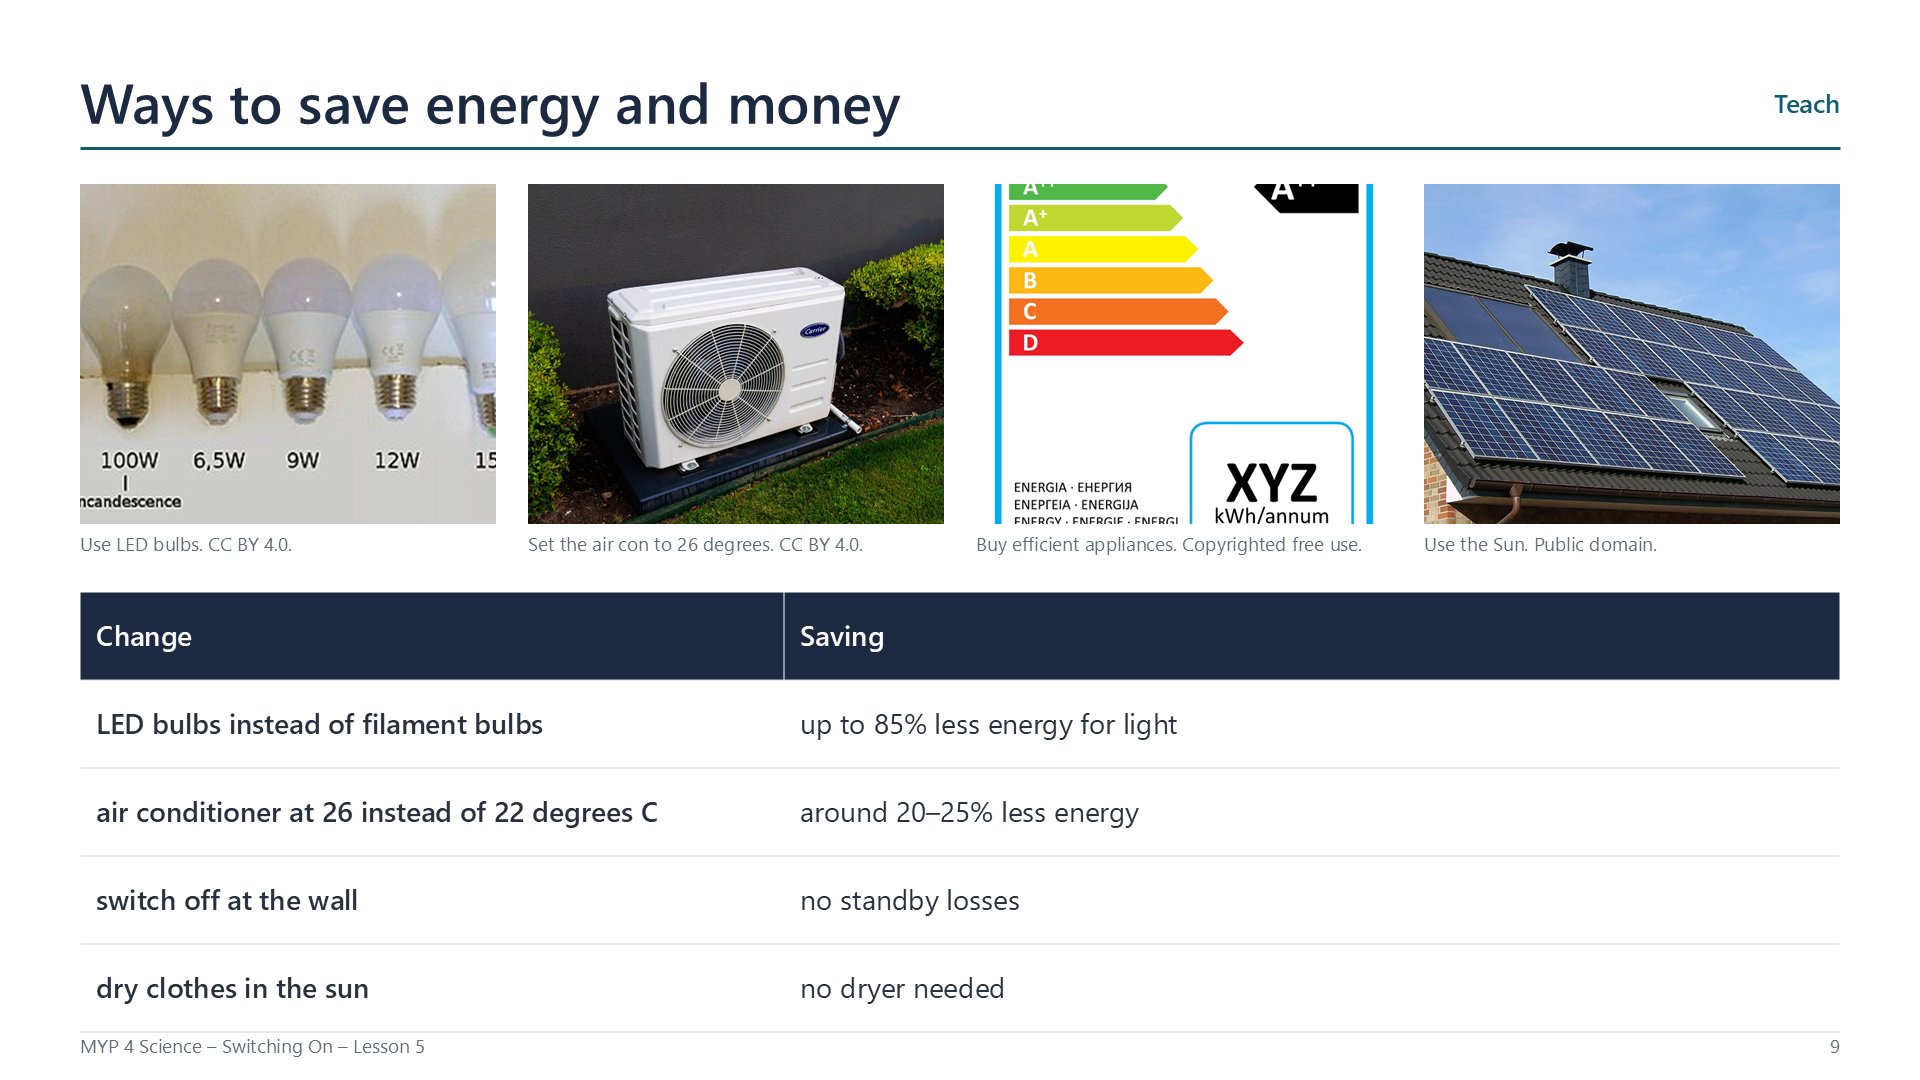 Ways to save energy and money
Teach
100W 6,5W 9W 12W 15
ncandescence
Carrier
A++
A++
A+
A
B
C
D
ENERGIA · ЕНЕРГИЯ
ΕΝΕΡΓΕΙΑ · ENERGIJA
ENERGY · ENERGIE · ENERGI
XYZ
kWh/annum
Use LED bulbs. CC BY 4.0.
Set the air con to 26 degrees. CC BY 4.0.
Buy efficient appliances. Copyrighted free use.
Use the Sun. Public domain.
Change Saving
LED bulbs instead of filament bulbs up to 85% less energy for light
air conditioner at 26 instead of 22 degrees C around 20–25% less energy
switch off at the wall no standby losses
dry clothes in the sun no dryer needed
MYP 4 Science – Switching On – Lesson 5 9